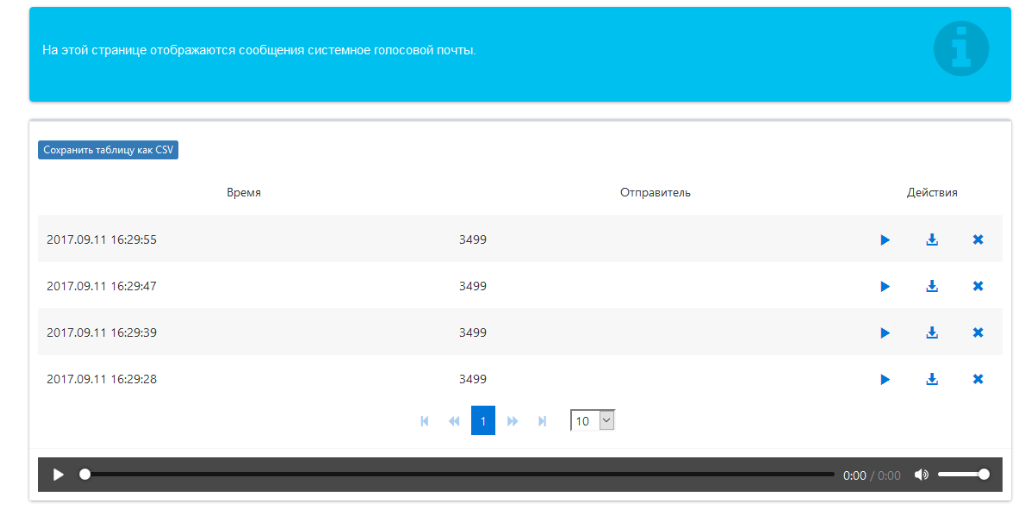 На этой странице отображаются сообщения системное голосовой почты.
Сохранить таблицу как CSV
Время Отправитель Действия
2017.09.11 16:29:55 3499
2017.09.11 16:29:47 3499
2017.09.11 16:29:39 3499
2017.09.11 16:29:28 3499
1 10
0:00 / 0:00